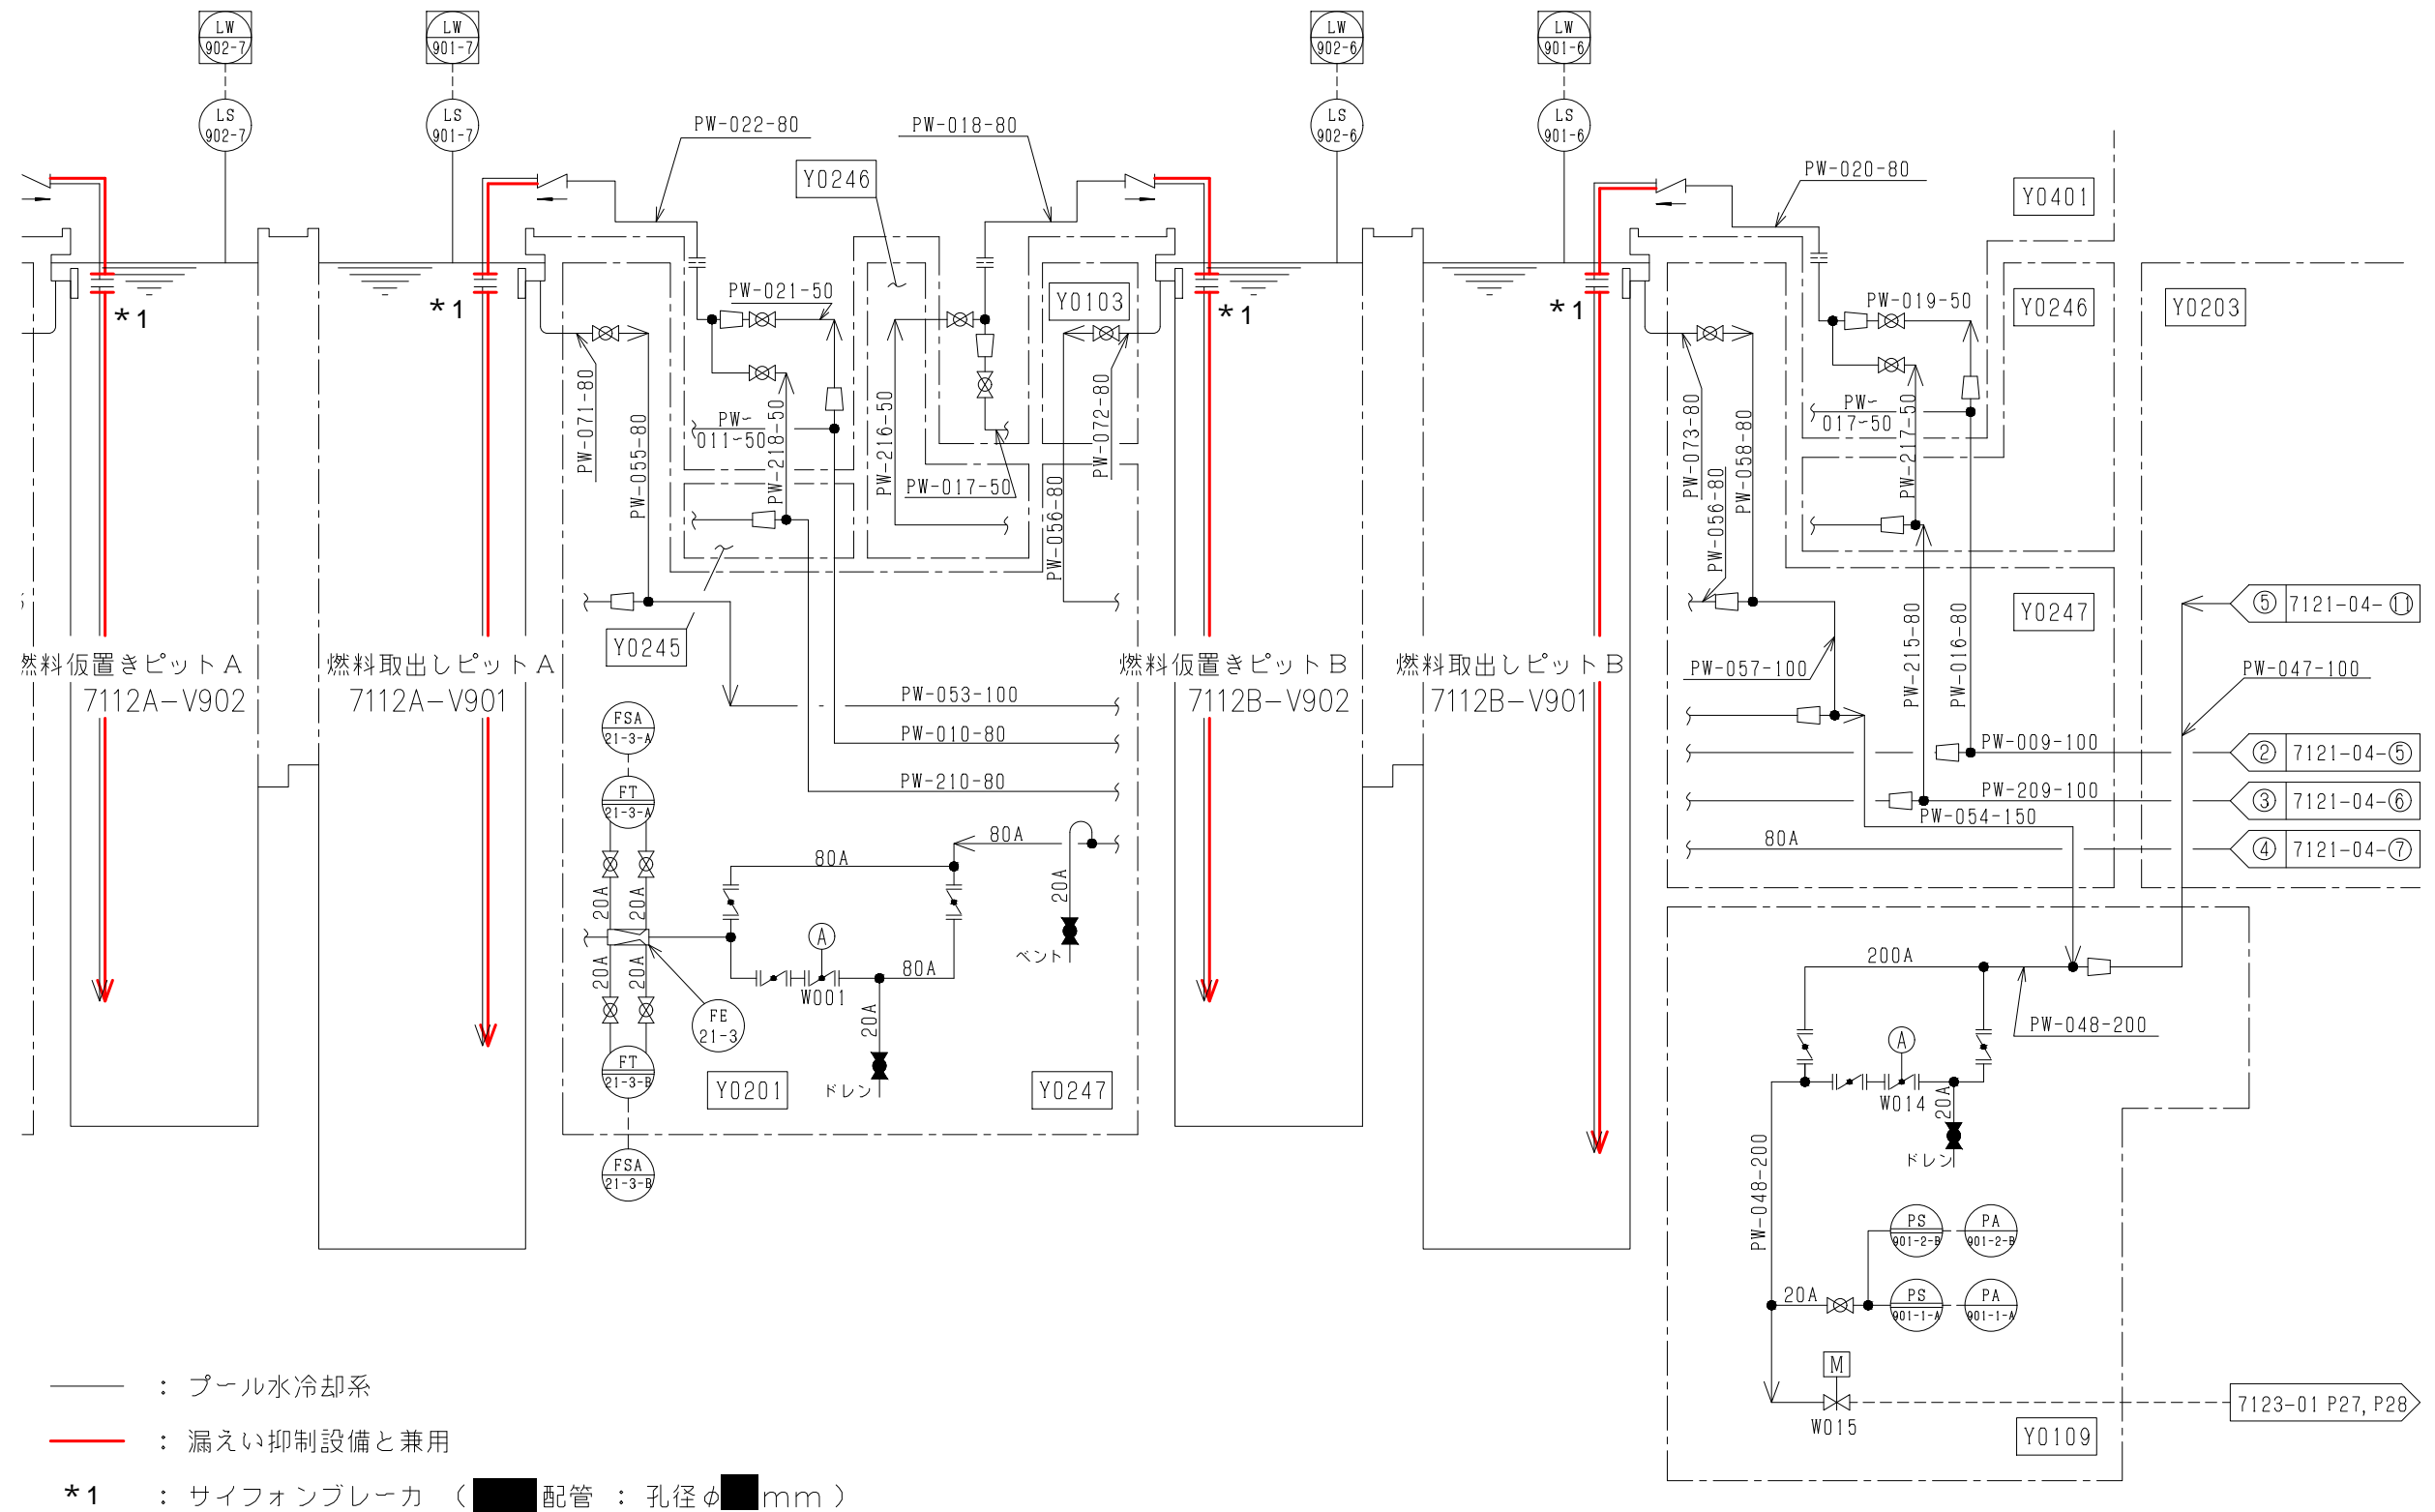 LW
902-7
LW
901-7
LW
902-6
LW
901-6
LS
902-7
LS
901-7
LS
902-6
LS
901-6
PW-022-80
PW-018-80
PW-020-80
Y0246
Y0401
PW-021-50
Y0103
PW-019-50
Y0246
Y0203
*1
*1
*1
*1
PW-071-80
PW-055-80
PW-
011-50
PW-218-50
PW-216-50
PW-017-50
PW-072-80
PW-056-80
PW-073-80
PW-056-80
PW-058-80
PW-
017-50
PW-217-50
Y0245
Y0247
PW-215-80
PW-016-80
⑤ 7121-04-⑪
燃料仮置きピットA
7112A-V902
燃料取出しピットA
7112A-V901
燃料仮置きピットB
7112B-V902
燃料取出しピットB
7112B-V901
PW-057-100
PW-047-100
PW-053-100
PW-010-80
PW-210-80
PW-009-100
② 7121-04-⑤
PW-209-100
③ 7121-04-⑥
PW-054-150
80A
④ 7121-04-⑦
FSA
21-3-A
FT
21-3-A
20A
20A
20A
20A
80A
80A
20A
ベント
A
W001
80A
20A
ドレン
FE
21-3
FT
21-3-B
FSA
21-3-B
Y0201
Y0247
200A
PW-048-200
A
W014
20A
ドレン
PW-048-200
PS
901-2-B
PA
901-2-B
20A
PS
901-1-A
PA
901-1-A
M
W015
7123-01 P27,P28
Y0109
: プール水冷却系
: 漏えい抑制設備と兼用
*1 : サイフォンブレーカ ( 配管 : 孔径φ mm )